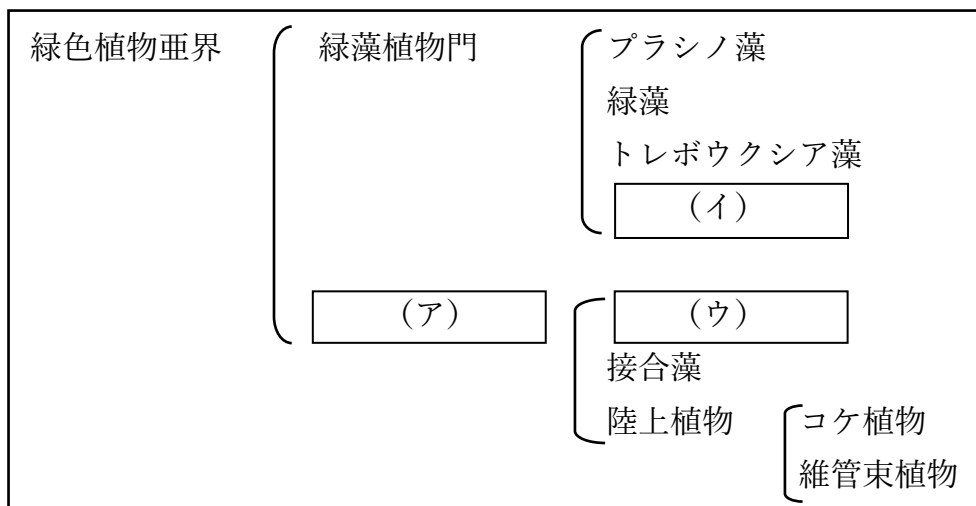 緑色植物亜界 緑藻植物門 プラシノ藻
緑藻
トレボウクシア藻
(イ)
(ア) (ウ)
接合藻
陸上植物 コケ植物
維管束植物